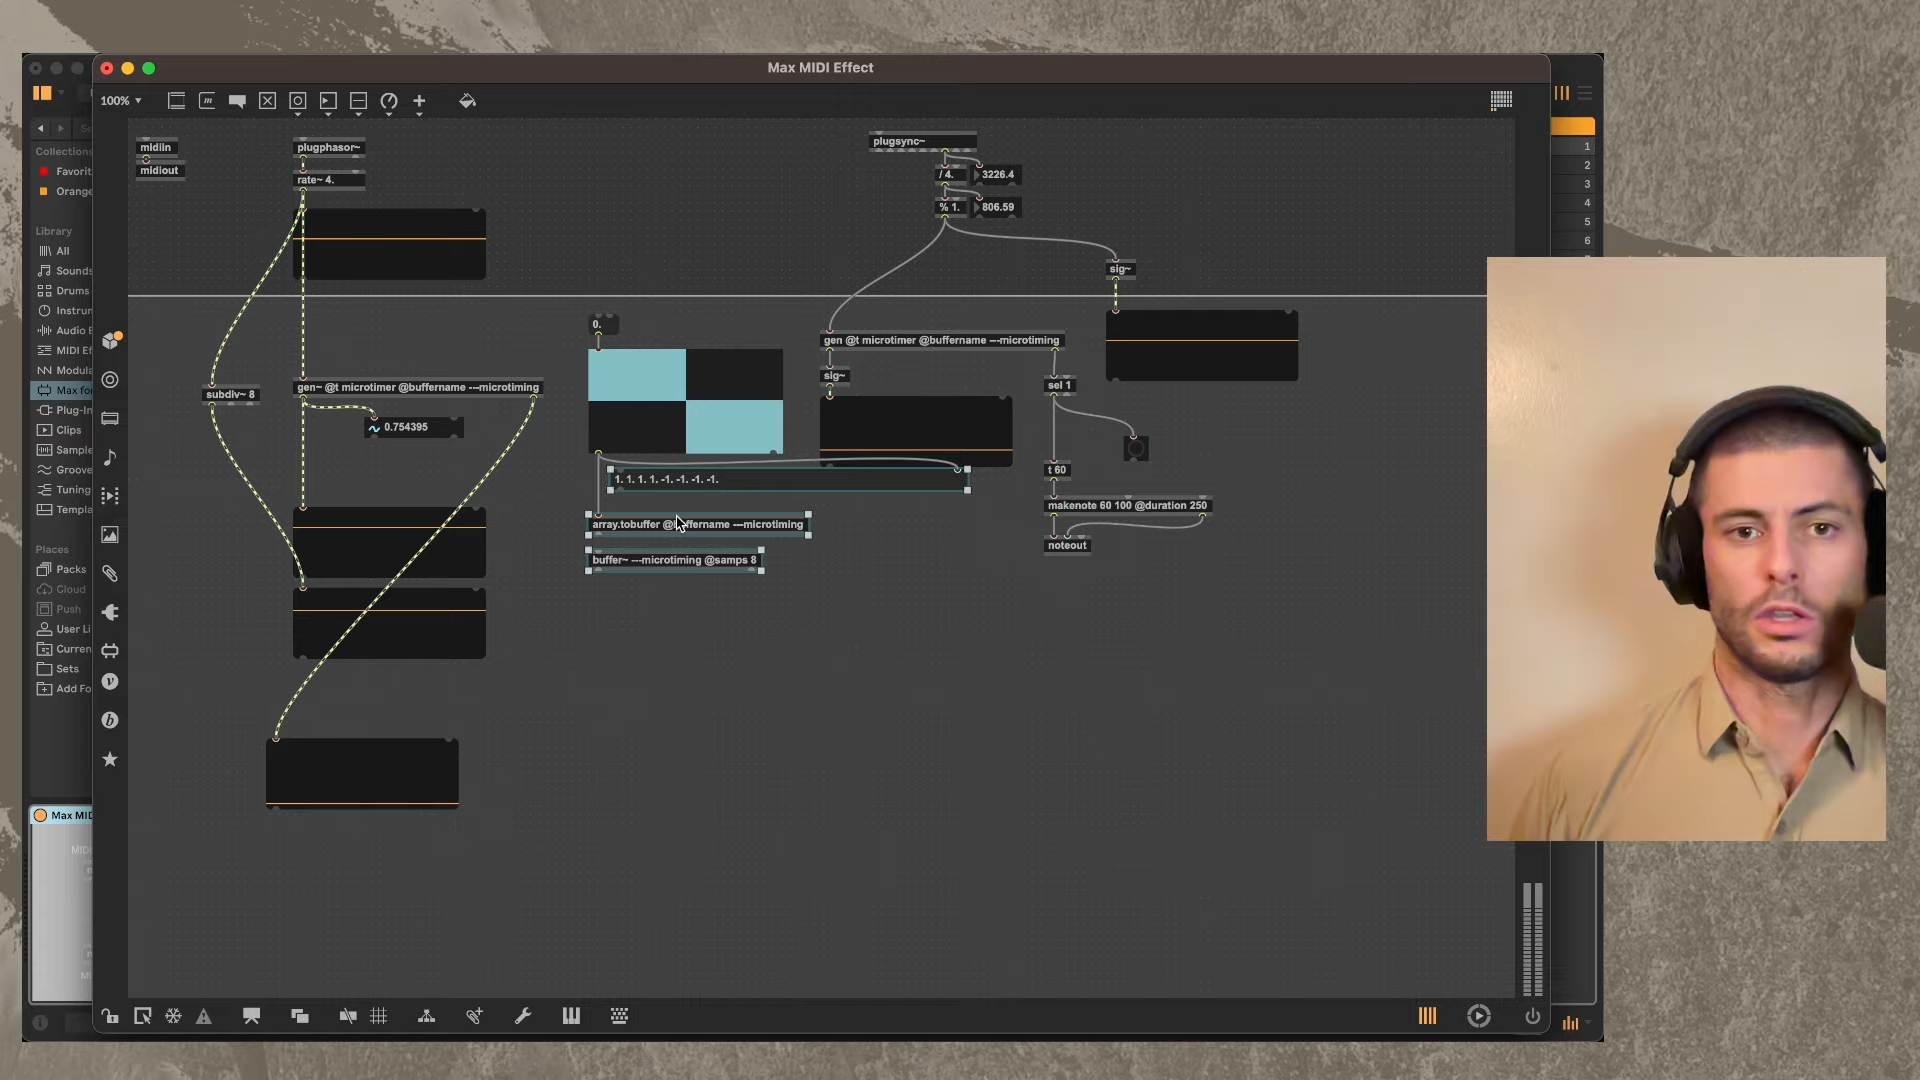 Max MIDI Effect
100%
midiin
midiout
plugphasor~
rate~ 4.
plugsync~
/ 4.
3226.4
% 1.
806.59
sig~
0.
gen @t microtimer @buffername ---microtiming
sig~
sel 1
subdiv~ 8
gen~ @t microtimer @buffername ---microtiming
0.754395
1. 1. 1. 1. -1. -1. -1. -1.
t 60
array.tobuffer @buffername ---microtiming
makenote 60 100 @duration 250
noteout
buffer~ ---microtiming @samps 8
Collections
Favorit
Orange
Library
All
Sounds
Drums
Instrum
Audio E
MIDI Ef
Modula
Max for
Plug-In
Clips
Sample
Groove
Tuning
Templa
Places
Packs
Cloud
Push
User Li
Curren
Sets
Add Fo
Max MID
1
2
3
4
5
6